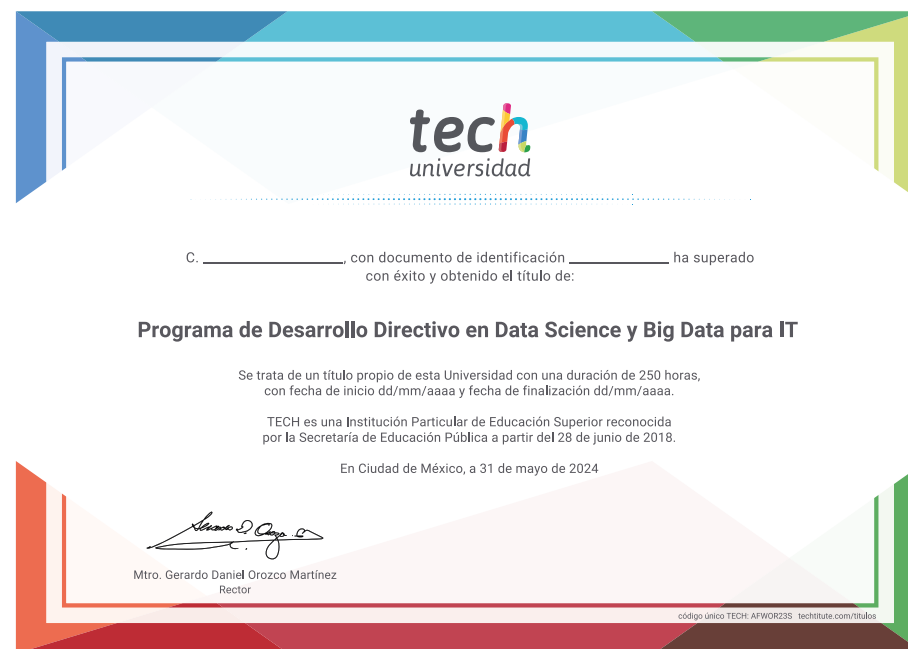 tech
universidad
C. ____________, con documento de identificación _________ ha superado
con éxito y obtenido el título de:
Programa de Desarrollo Directivo en Data Science y Big Data para IT
Se trata de un título propio de esta Universidad con una duración de 250 horas,
con fecha de inicio dd/mm/aaaa y fecha de finalización dd/mm/aaaa.
TECH es una Institución Particular de Educación Superior reconocida
por la Secretaría de Educación Pública a partir del 28 de junio de 2018.
En Ciudad de México, a 31 de mayo de 2024
Mtro. Gerardo Daniel Orozco Martínez
Rector
código único TECH: AFWOR23S techtitute.com/titulos